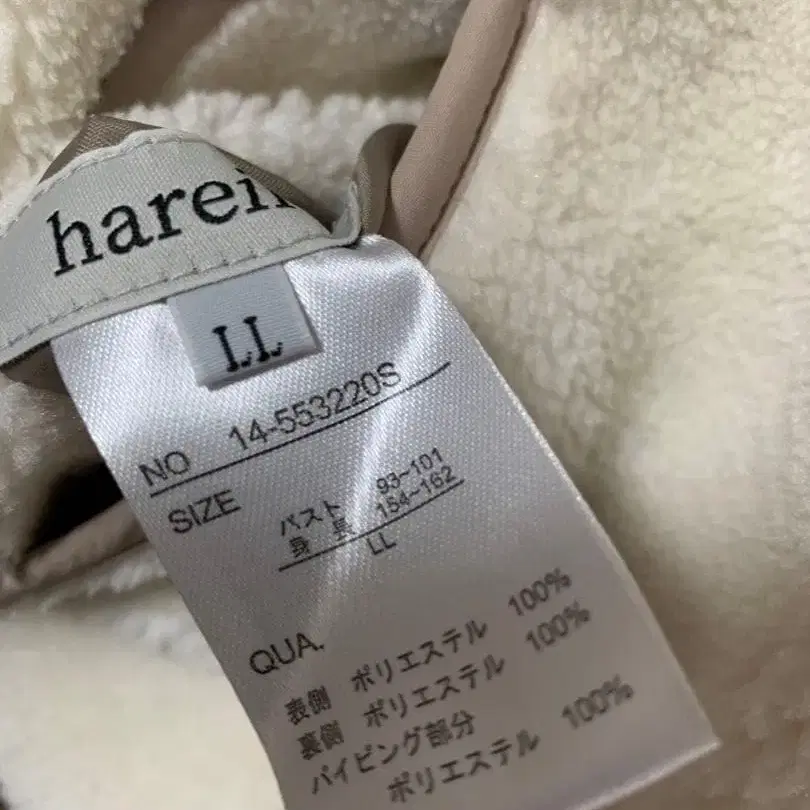 LL
NO 14-553220S
SIZE
バスト 93~101
身長 154~162
LL
QUA.
表側 ポリエステル 100%
裏側 ポリエステル 100%
パイピング部分
ポリエステル 100%